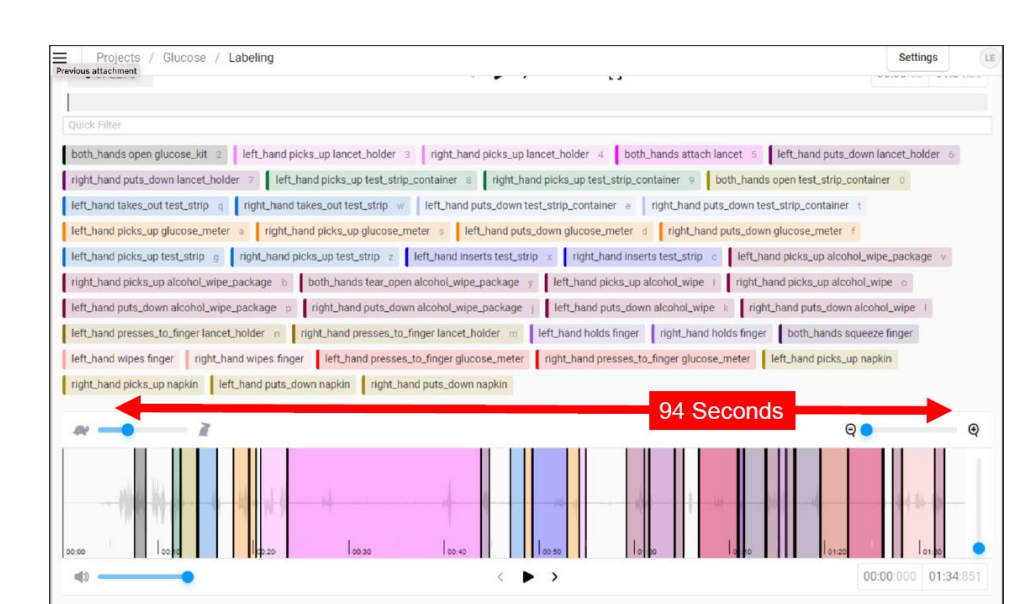 Projects / Glucose / Labeling Settings LE
Previous attachment
Quick Filter
both_hands open glucose_kit 2 left_hand picks_up lancet_holder 3 right_hand picks_up lancet_holder 4 both_hands attach lancet 5 left_hand puts_down lancet_holder 6
right_hand puts_down lancet_holder 7 left_hand picks_up test_strip_container 8 right_hand picks_up test_strip_container 9 both_hands open test_strip_container 0
left_hand takes_out test_strip q right_hand takes_out test_strip w left_hand puts_down test_strip_container e right_hand puts_down test_strip_container t
left_hand picks_up glucose_meter a right_hand picks_up glucose_meter s left_hand puts_down glucose_meter d right_hand puts_down glucose_meter f
left_hand picks_up test_strip g right_hand picks_up test_strip z left_hand inserts test_strip x right_hand inserts test_strip c left_hand picks_up alcohol_wipe_package v
right_hand picks_up alcohol_wipe_package b both_hands tear_open alcohol_wipe_package y left_hand picks_up alcohol_wipe i right_hand picks_up alcohol_wipe o
left_hand puts_down alcohol_wipe_package p right_hand puts_down alcohol_wipe_package j left_hand puts_down alcohol_wipe k right_hand puts_down alcohol_wipe l
left_hand presses_to_finger lancet_holder n right_hand presses_to_finger lancet_holder m left_hand holds finger right_hand holds finger both_hands squeeze finger
left_hand wipes finger right_hand wipes finger left_hand presses_to_finger glucose_meter right_hand presses_to_finger glucose_meter left_hand picks_up napkin
right_hand picks_up napkin left_hand puts_down napkin right_hand puts_down napkin
94 Seconds
00:00 00:10 00:20 00:30 00:40 00:50 01:20
00:00:000 01:34:851